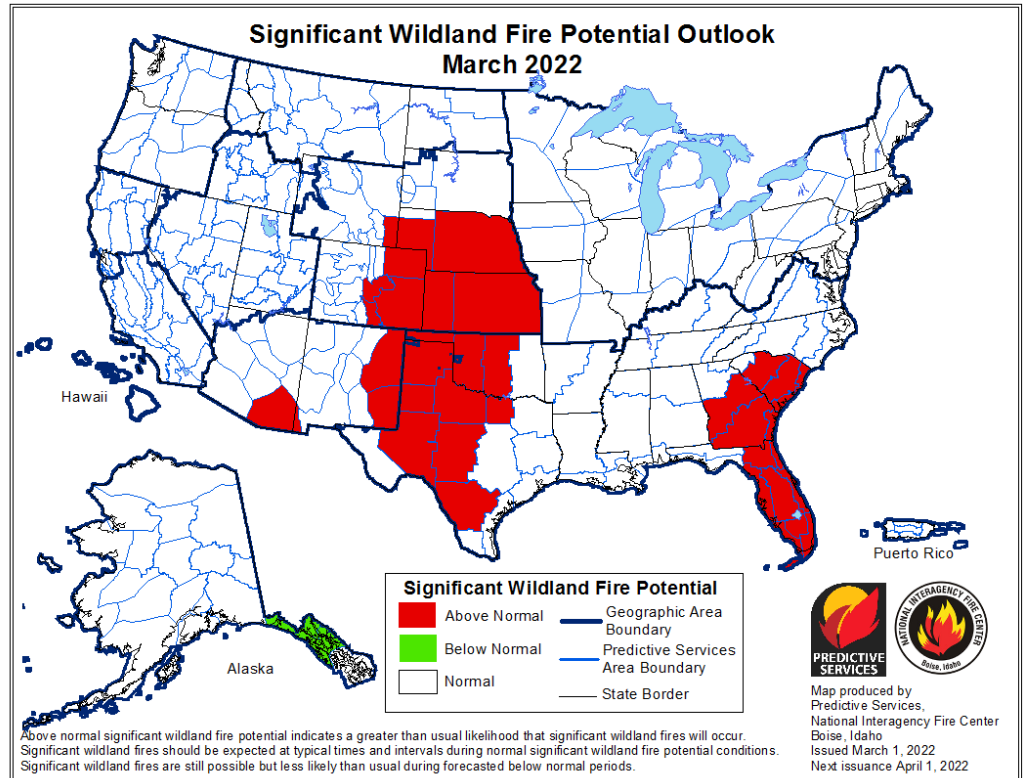 Significant Wildland Fire Potential Outlook
March 2022
Hawaii
Alaska
Puerto Rico
Significant Wildland Fire Potential
Above Normal
Below Normal
Normal
Geographic Area
Boundary
Predictive Services
Area Boundary
State Border
PREDICTIVE
SERVICES
NATIONAL INTERAGENCY FIRE CENTER
Boise, Idaho
Map produced by
Predictive Services,
National Interagency Fire Center
Boise, Idaho
Issued March 1, 2022
Next issuance April 1, 2022
Above normal significant wildland fire potential indicates a greater than usual likelihood that significant wildland fires will occur.
Significant wildland fires should be expected at typical times and intervals during normal significant wildland fire potential conditions.
Significant wildland fires are still possible but less likely than usual during forecasted below normal periods.